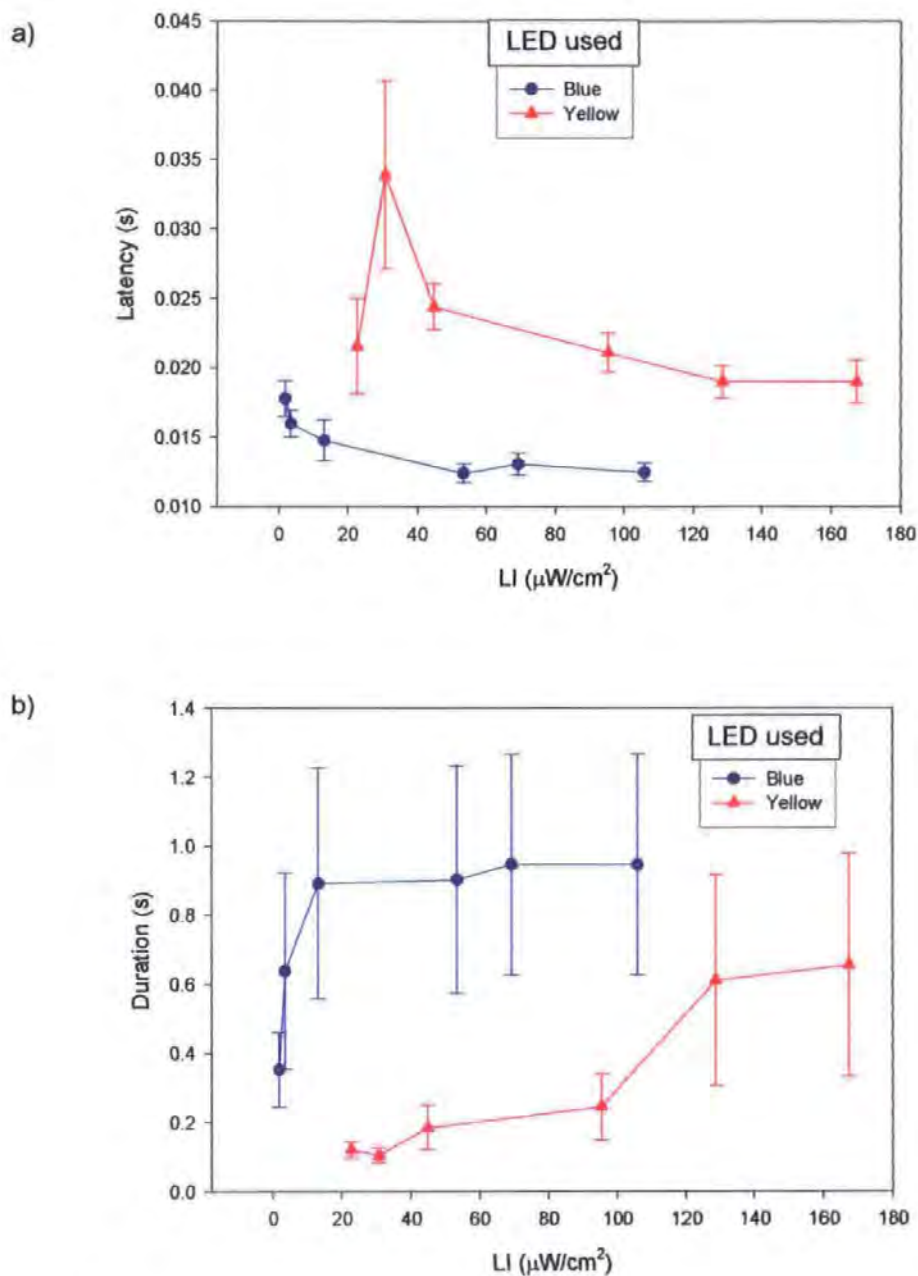 a)
LED used
Blue
Yellow
Latency (s)
0.045
0.040
0.035
0.030
0.025
0.020
0.015
0.010
0 20 40 60 80 100 120 140 160 180
LI (μW/cm²)
b)
LED used
Blue
Yellow
Duration (s)
1.4
1.2
1.0
0.8
0.6
0.4
0.2
0.0
0 20 40 60 80 100 120 140 160 180
LI (μW/cm²)